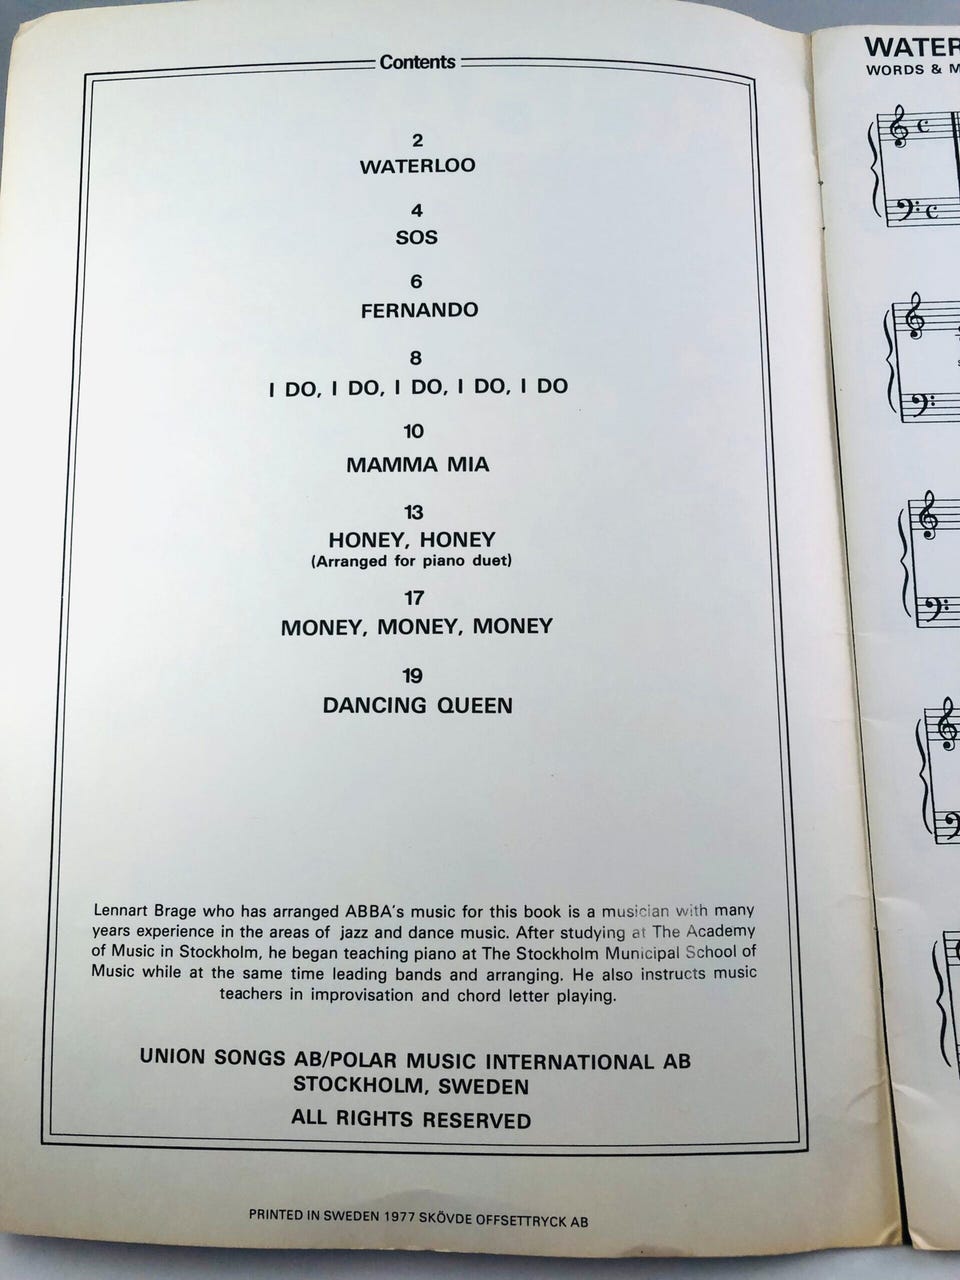 Contents
2
WATERLOO
4
SOS
6
FERNANDO
8
I DO, I DO, I DO, I DO, I DO
10
MAMMA MIA
13
HONEY, HONEY
(Arranged for piano duet)
17
MONEY, MONEY, MONEY
19
DANCING QUEEN
Lennart Brage who has arranged ABBA's music for this book is a musician with many
years experience in the areas of jazz and dance music. After studying at The Academy
of Music in Stockholm, he began teaching piano at The Stockholm Municipal School of
Music while at the same time leading bands and arranging. He also instructs music
teachers in improvisation and chord letter playing.
UNION SONGS AB/POLAR MUSIC INTERNATIONAL AB
STOCKHOLM, SWEDEN
ALL RIGHTS RESERVED
PRINTED IN SWEDEN 1977 SKÖVDE OFFSETTRYCK AB
WATER
WORDS & M